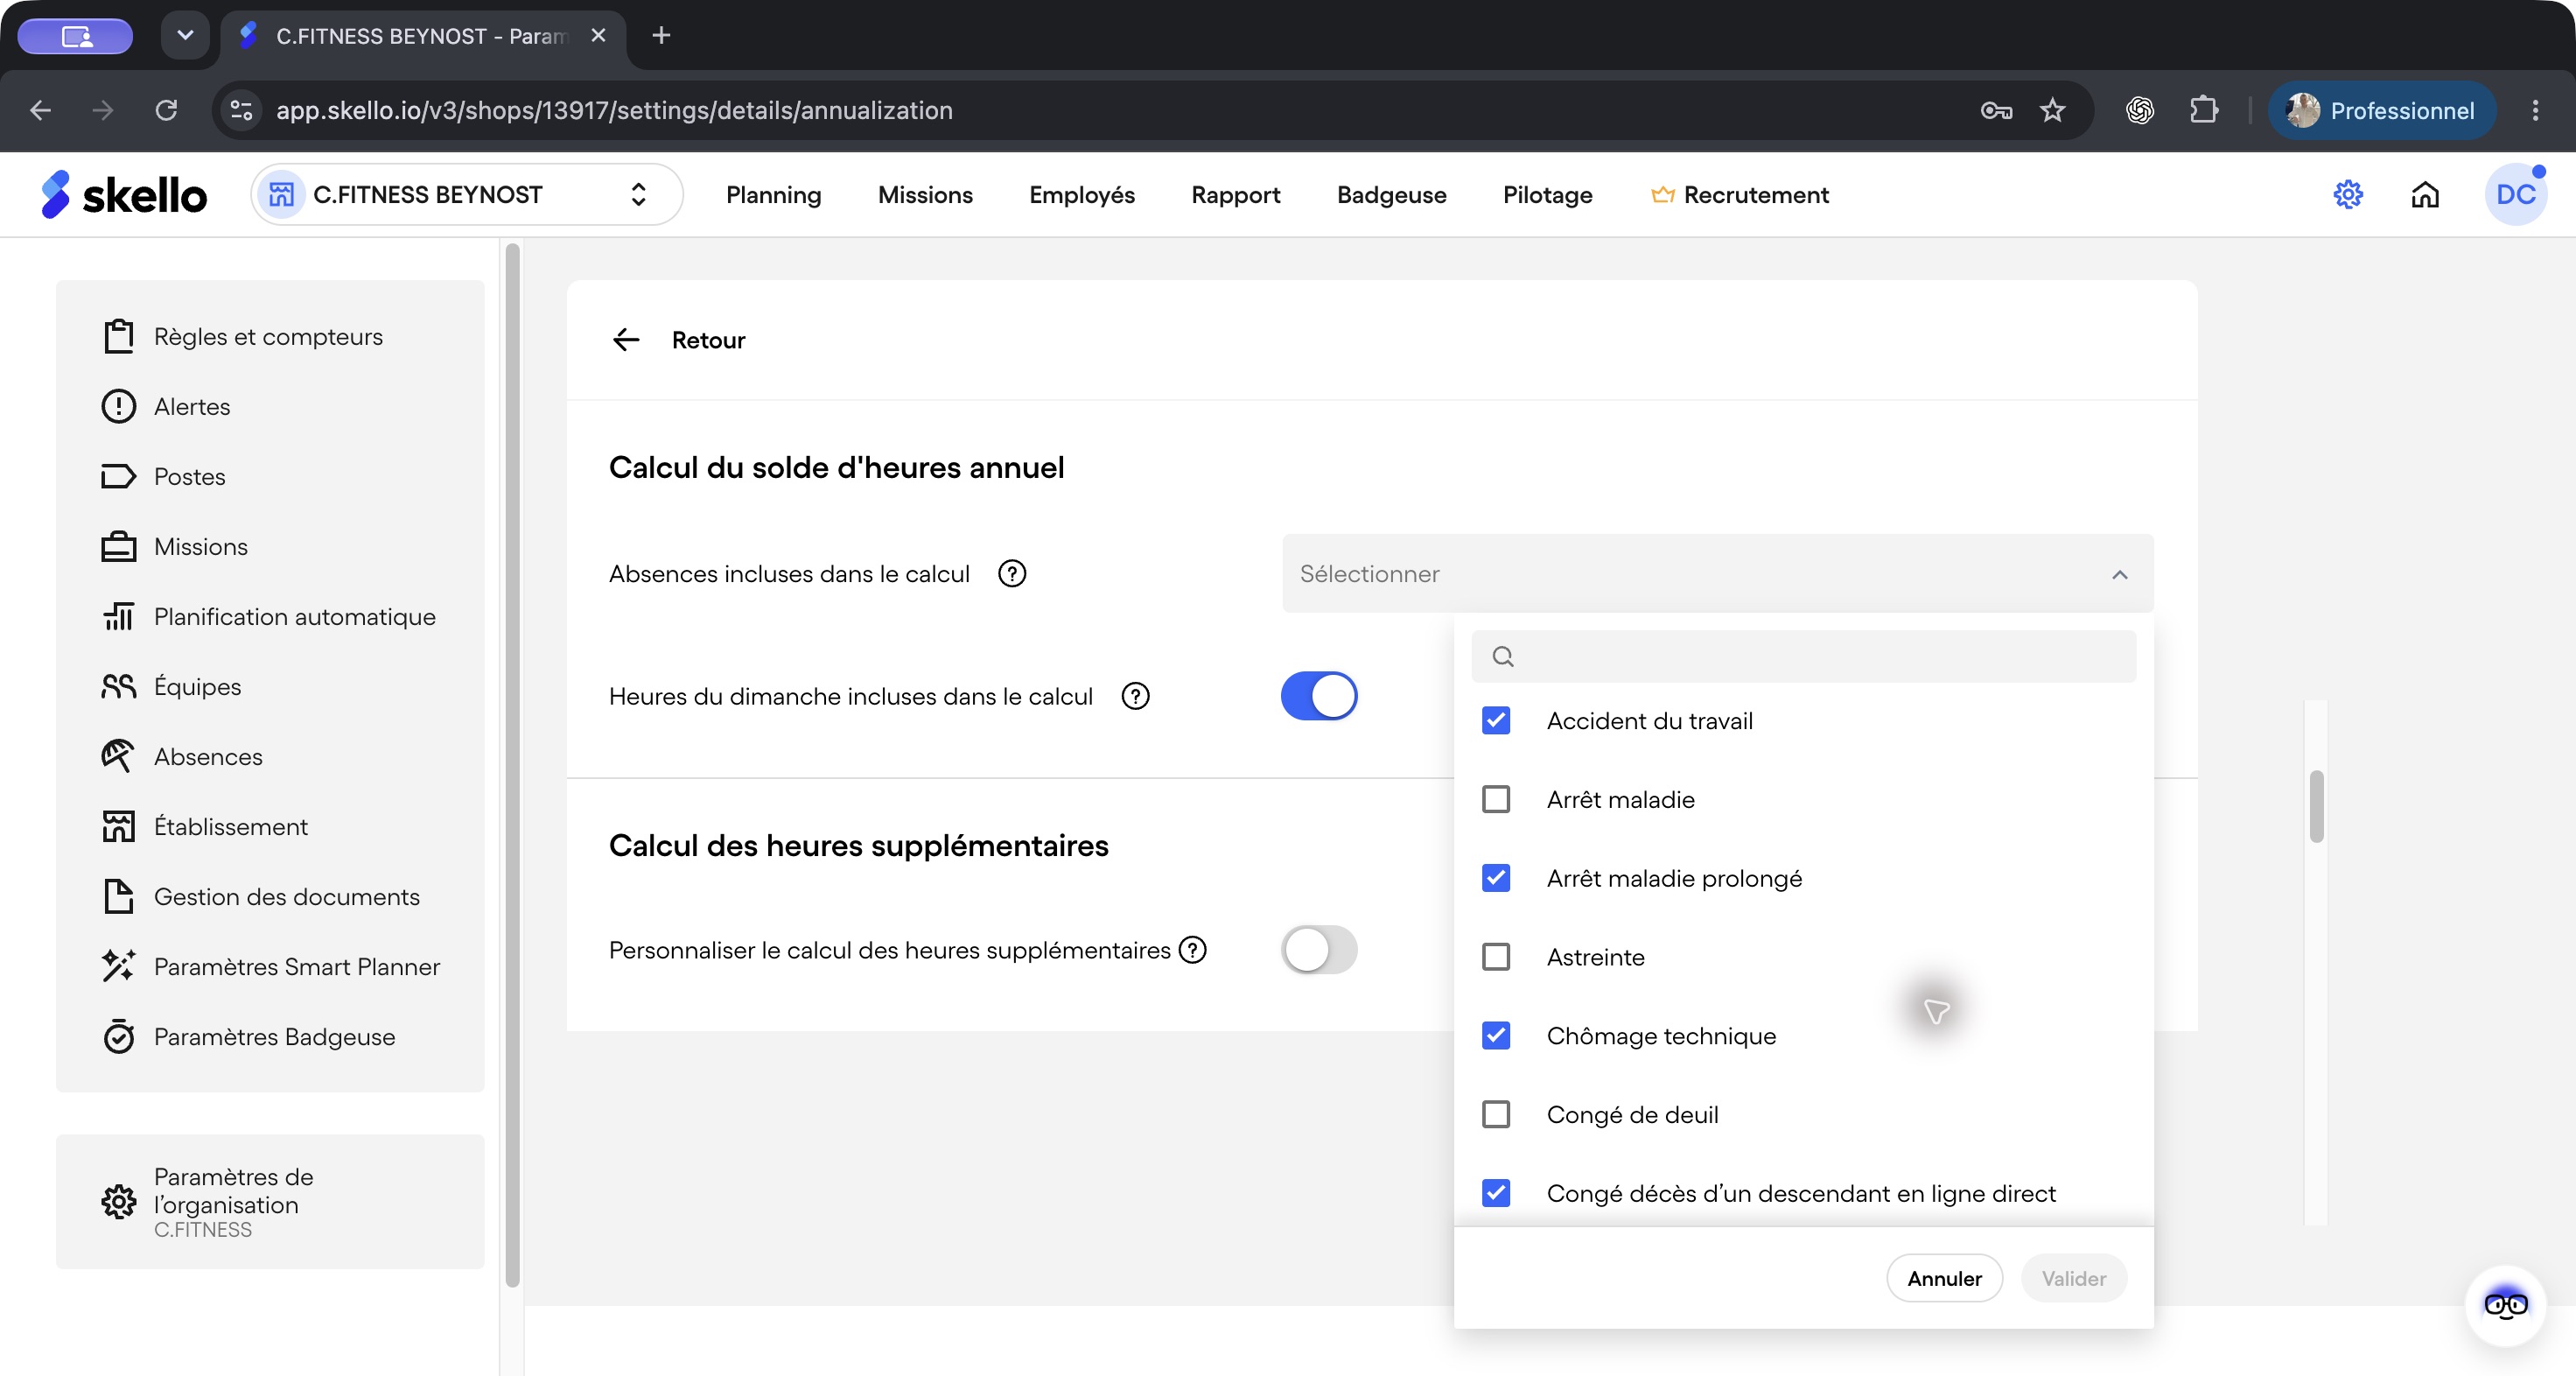 C.FITNESS BEYNOST - Param
app.skello.io/v3/shops/13917/settings/details/annualization
Professionnel
skello
C.FITNESS BEYNOST
Planning
Missions
Employés
Rapport
Badgeuse
Pilotage
Recrutement
DC
Règles et compteurs
Alertes
Postes
Missions
Planification automatique
Équipes
Absences
Établissement
Gestion des documents
Paramètres Smart Planner
Paramètres Badgeuse
Paramètres de
l’organisation
C.FITNESS
Retour
Calcul du solde d'heures annuel
Absences incluses dans le calcul
Sélectionner
Heures du dimanche incluses dans le calcul
Calcul des heures supplémentaires
Personnaliser le calcul des heures supplémentaires
Accident du travail
Arrêt maladie
Arrêt maladie prolongé
Astreinte
Chômage technique
Congé de deuil
Congé décès d’un descendant en ligne direct
Annuler
Valider